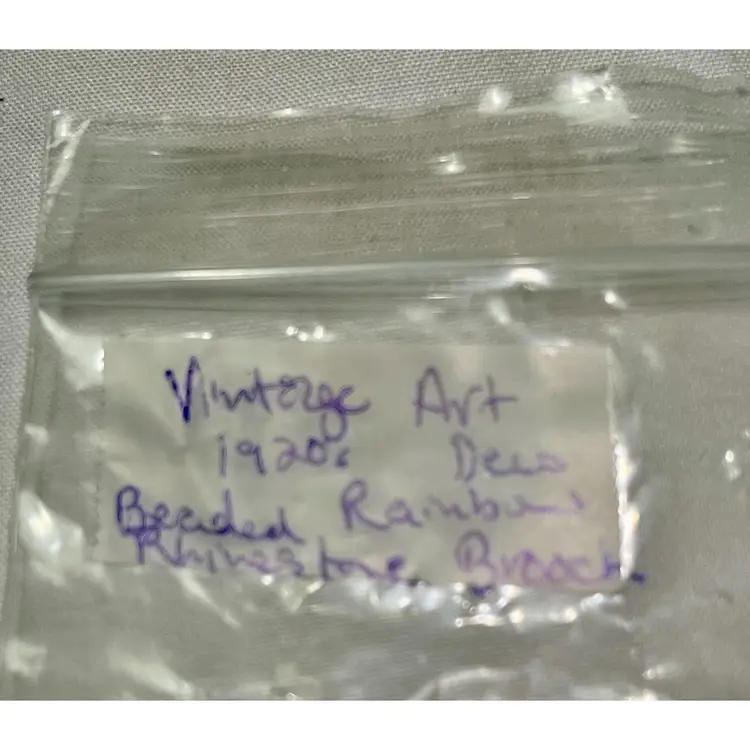 Vintage Art
1920s Deco
Beaded Rainbow
Rhinestone Brooch.